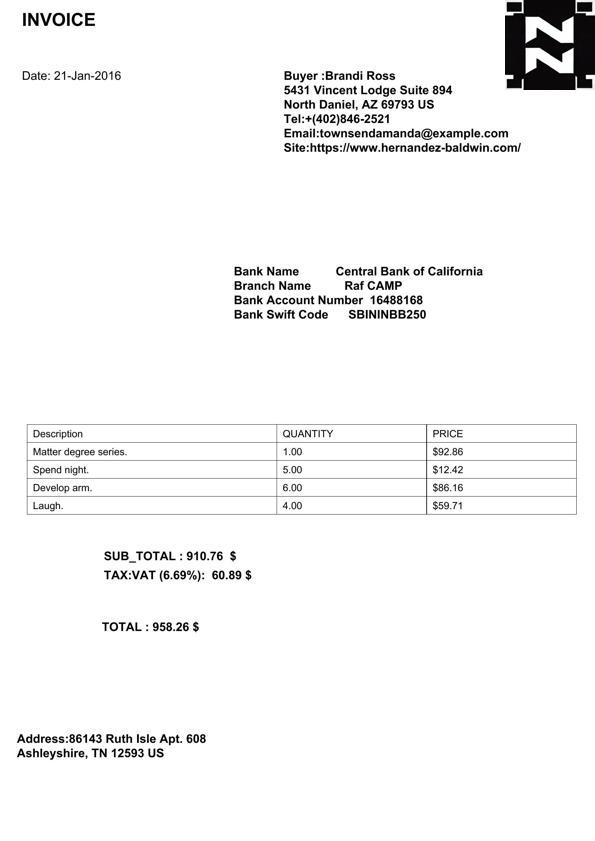 INVOICE
Date: 21-Jan-2016
Buyer :Brandi Ross
5431 Vincent Lodge Suite 894
North Daniel, AZ 69793 US
Tel:+(402)846-2521
Email:townsendamanda@example.com
Site:https://www.hernandez-baldwin.com/
Bank Name Central Bank of California
Branch Name Raf CAMP
Bank Account Number 16488168
Bank Swift Code SBININBB250
Description QUANTITY PRICE
Matter degree series. 1.00 $92.86
Spend night. 5.00 $12.42
Develop arm. 6.00 $86.16
Laugh. 4.00 $59.71
SUB_TOTAL : 910.76 $
TAX:VAT (6.69%): 60.89 $
TOTAL : 958.26 $
Address:86143 Ruth Isle Apt. 608
Ashleyshire, TN 12593 US